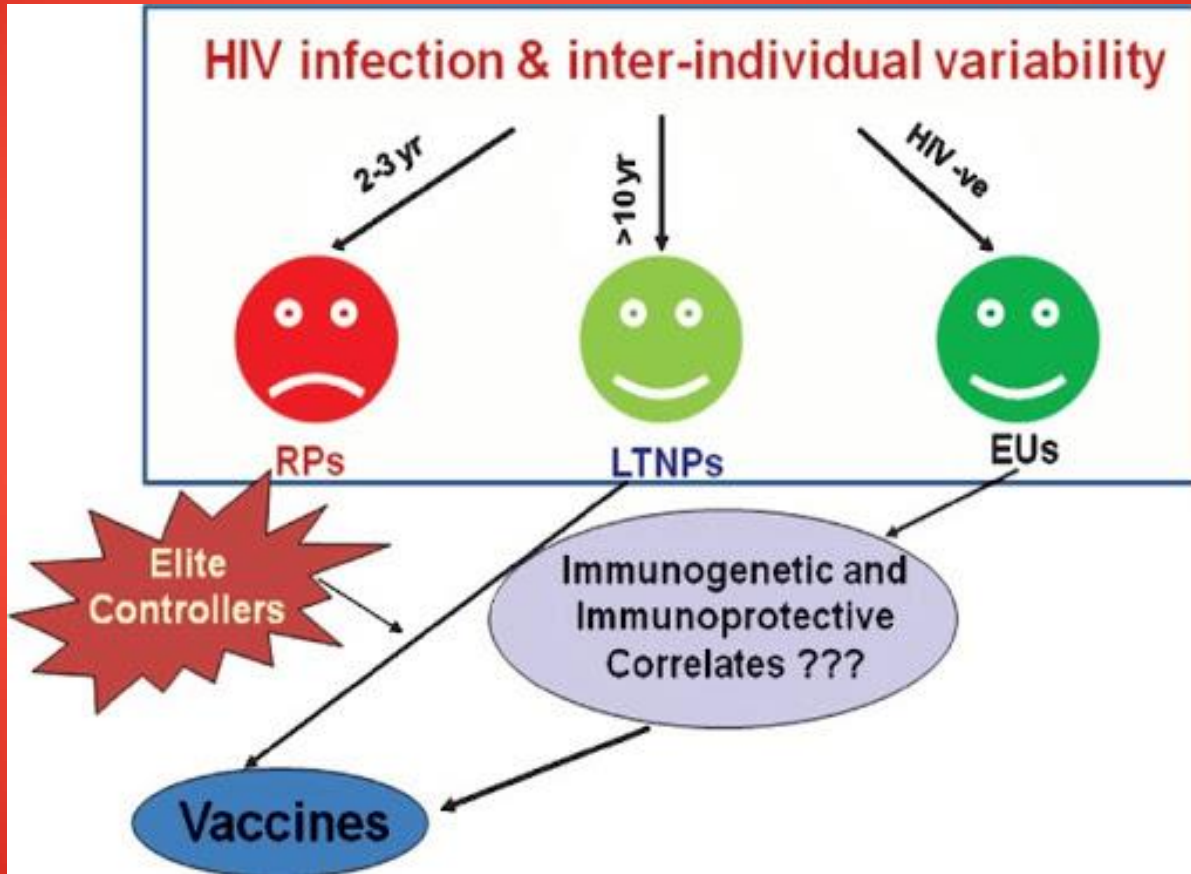 HIV infection & inter-individual variability
2-3 yr
>10 yr
HIV -ve
RPs
LTNPs
EUs
Elite
Controllers
Immunogenetic and
Immunoprotective
Correlates ???
Vaccines